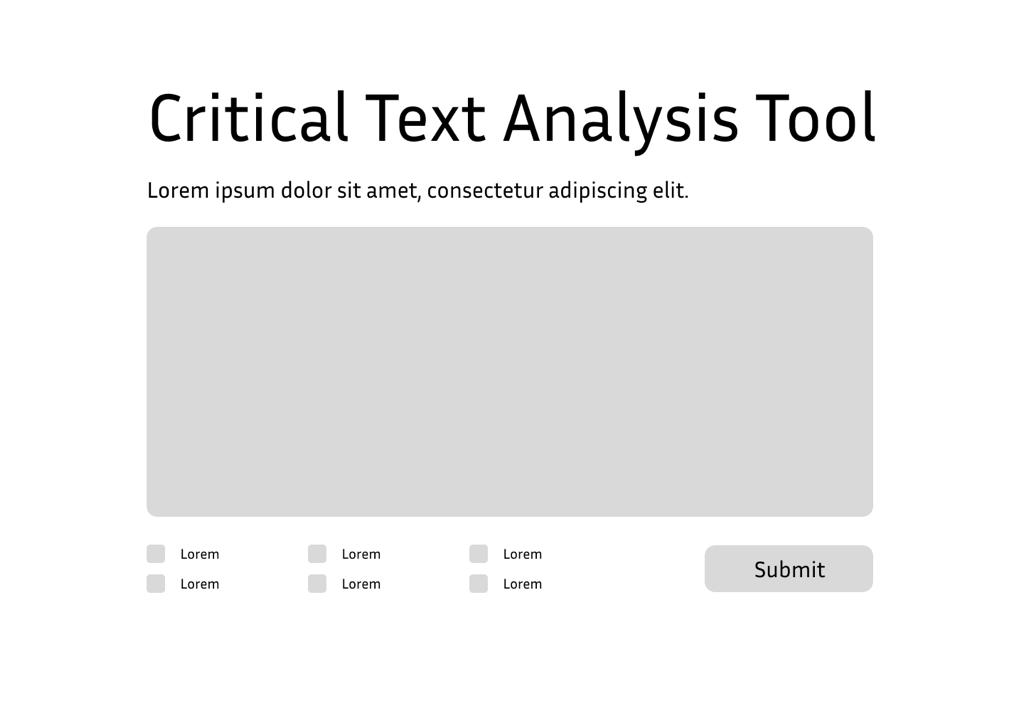 Critical Text Analysis Tool
Lorem ipsum dolor sit amet, consectetur adipiscing elit.
Lorem Lorem Lorem
Lorem Lorem Lorem
Submit